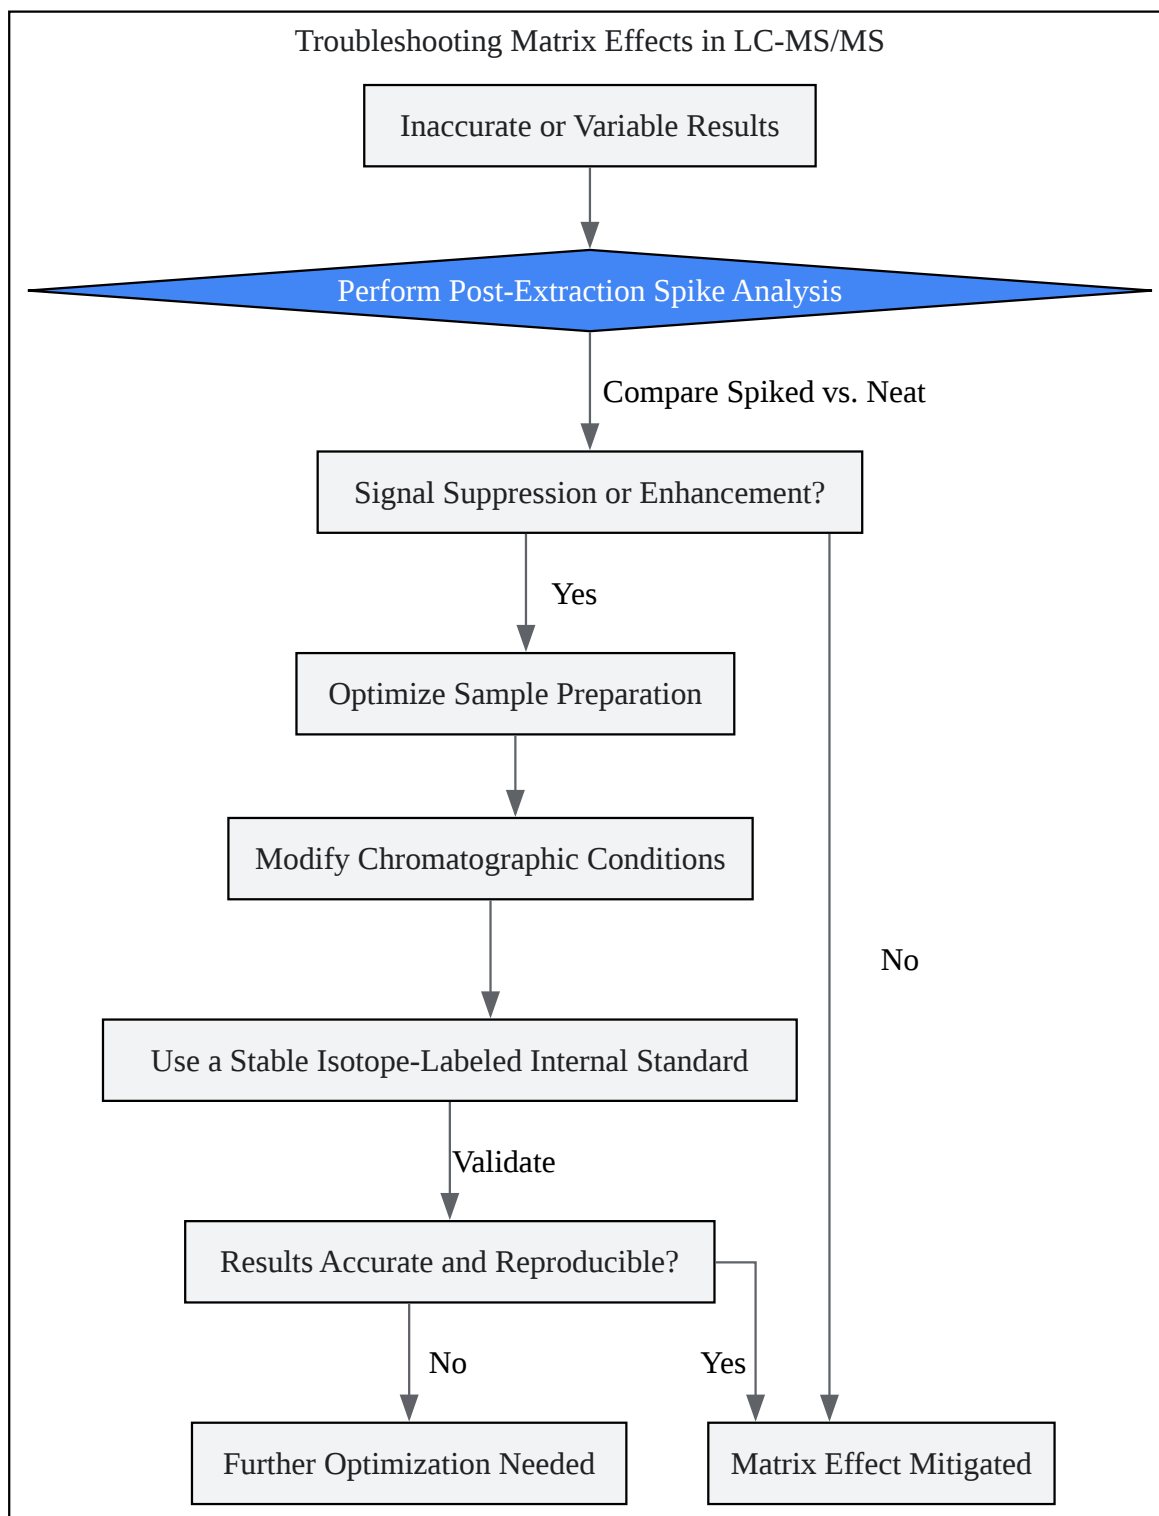 Troubleshooting Matrix Effects in LC-MS/MS
Inaccurate or Variable Results
Perform Post-Extraction Spike Analysis
Compare Spiked vs. Neat
Signal Suppression or Enhancement?
Yes
Optimize Sample Preparation
Modify Chromatographic Conditions
No
Use a Stable Isotope-Labeled Internal Standard
Validate
Results Accurate and Reproducible?
No
Yes
Further Optimization Needed
Matrix Effect Mitigated